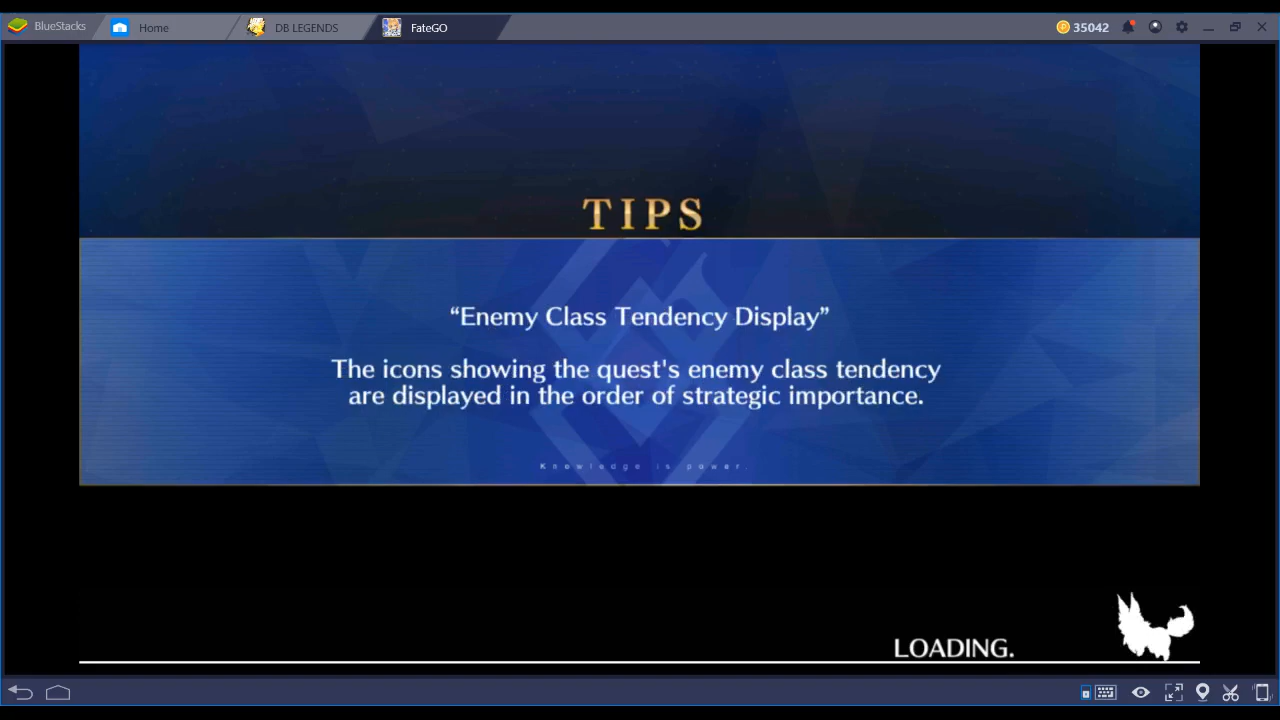 BlueStacks
Home
DB LEGENDS
FateGO
35042
TIPS
“Enemy Class Tendency Display”
The icons showing the quest's enemy class tendency
are displayed in the order of strategic importance.
Knowledge is power.
LOADING.